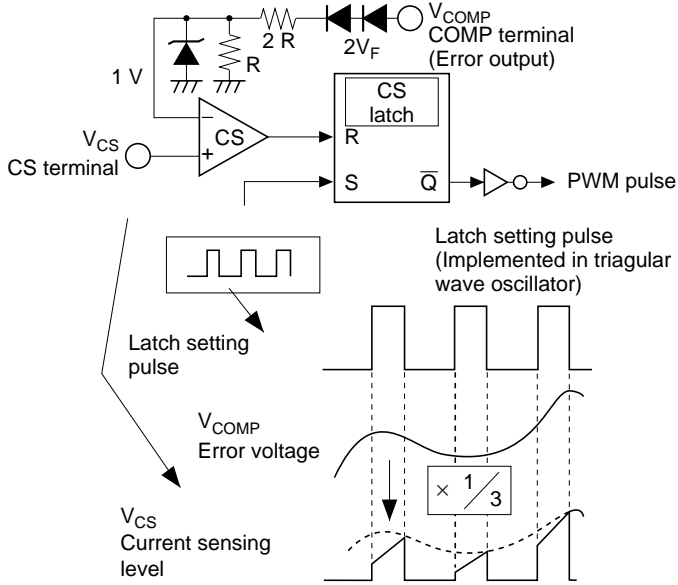 V_COMP
COMP terminal
(Error output)
2 R
2V_F
R
1 V
CS
latch
V_CS
CS terminal
−
+
CS
R
S
Q̅
PWM pulse
Latch setting pulse
(Implemented in triagular
wave oscillator)
Latch setting
pulse
V_COMP
Error voltage
× 1/3
V_CS
Current sensing
level